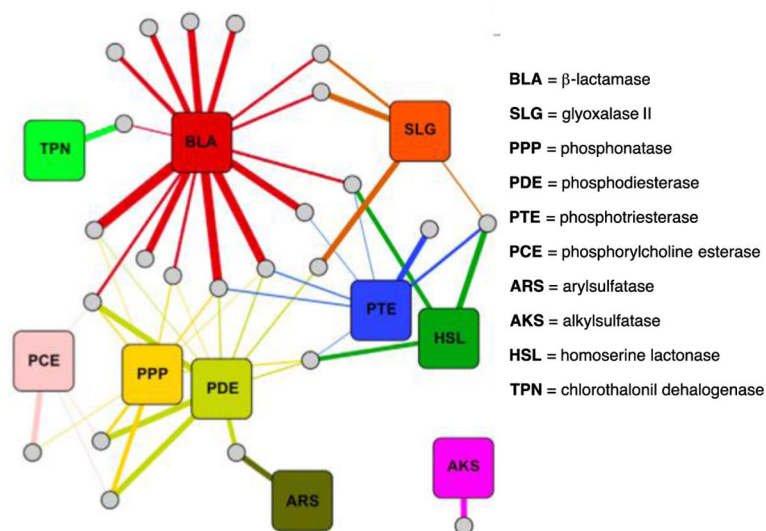 BLA
SLG
TPN
PTE
HSL
PCE
PPP
PDE
ARS
AKS
BLA = β-lactamase
SLG = glyoxalase II
PPP = phosphonatase
PDE = phosphodiesterase
PTE = phosphotriesterase
PCE = phosphorylcholine esterase
ARS = arylsulfatase
AKS = alkylsulfatase
HSL = homoserine lactonase
TPN = chlorothalonil dehalogenase